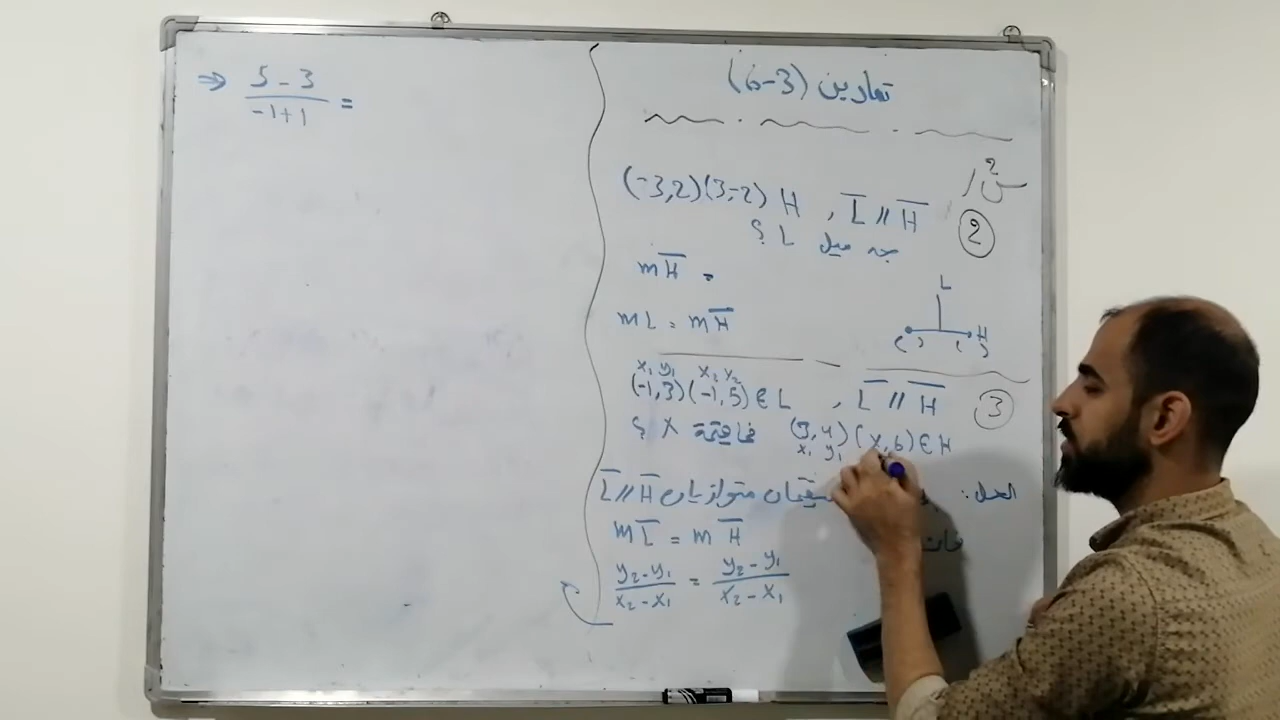 تمارين (3-6)
س2/
② L // H , H (3,-2) (-3,2)
جد ميل L ؟
mH =
mL = mH
L
H
③ L // H , (-1,3) (-1,5) ∈ L
x₁ y₁ x₂ y₂
(3,4) (x,6) ∈ H فما قيمة x ؟
x₁ y₁
الحل: متوازيان L // H
mL = mH
y₂-y₁/x₂-x₁ = y₂-y₁/x₂-x₁
⇒ 5-3/-1+1 =